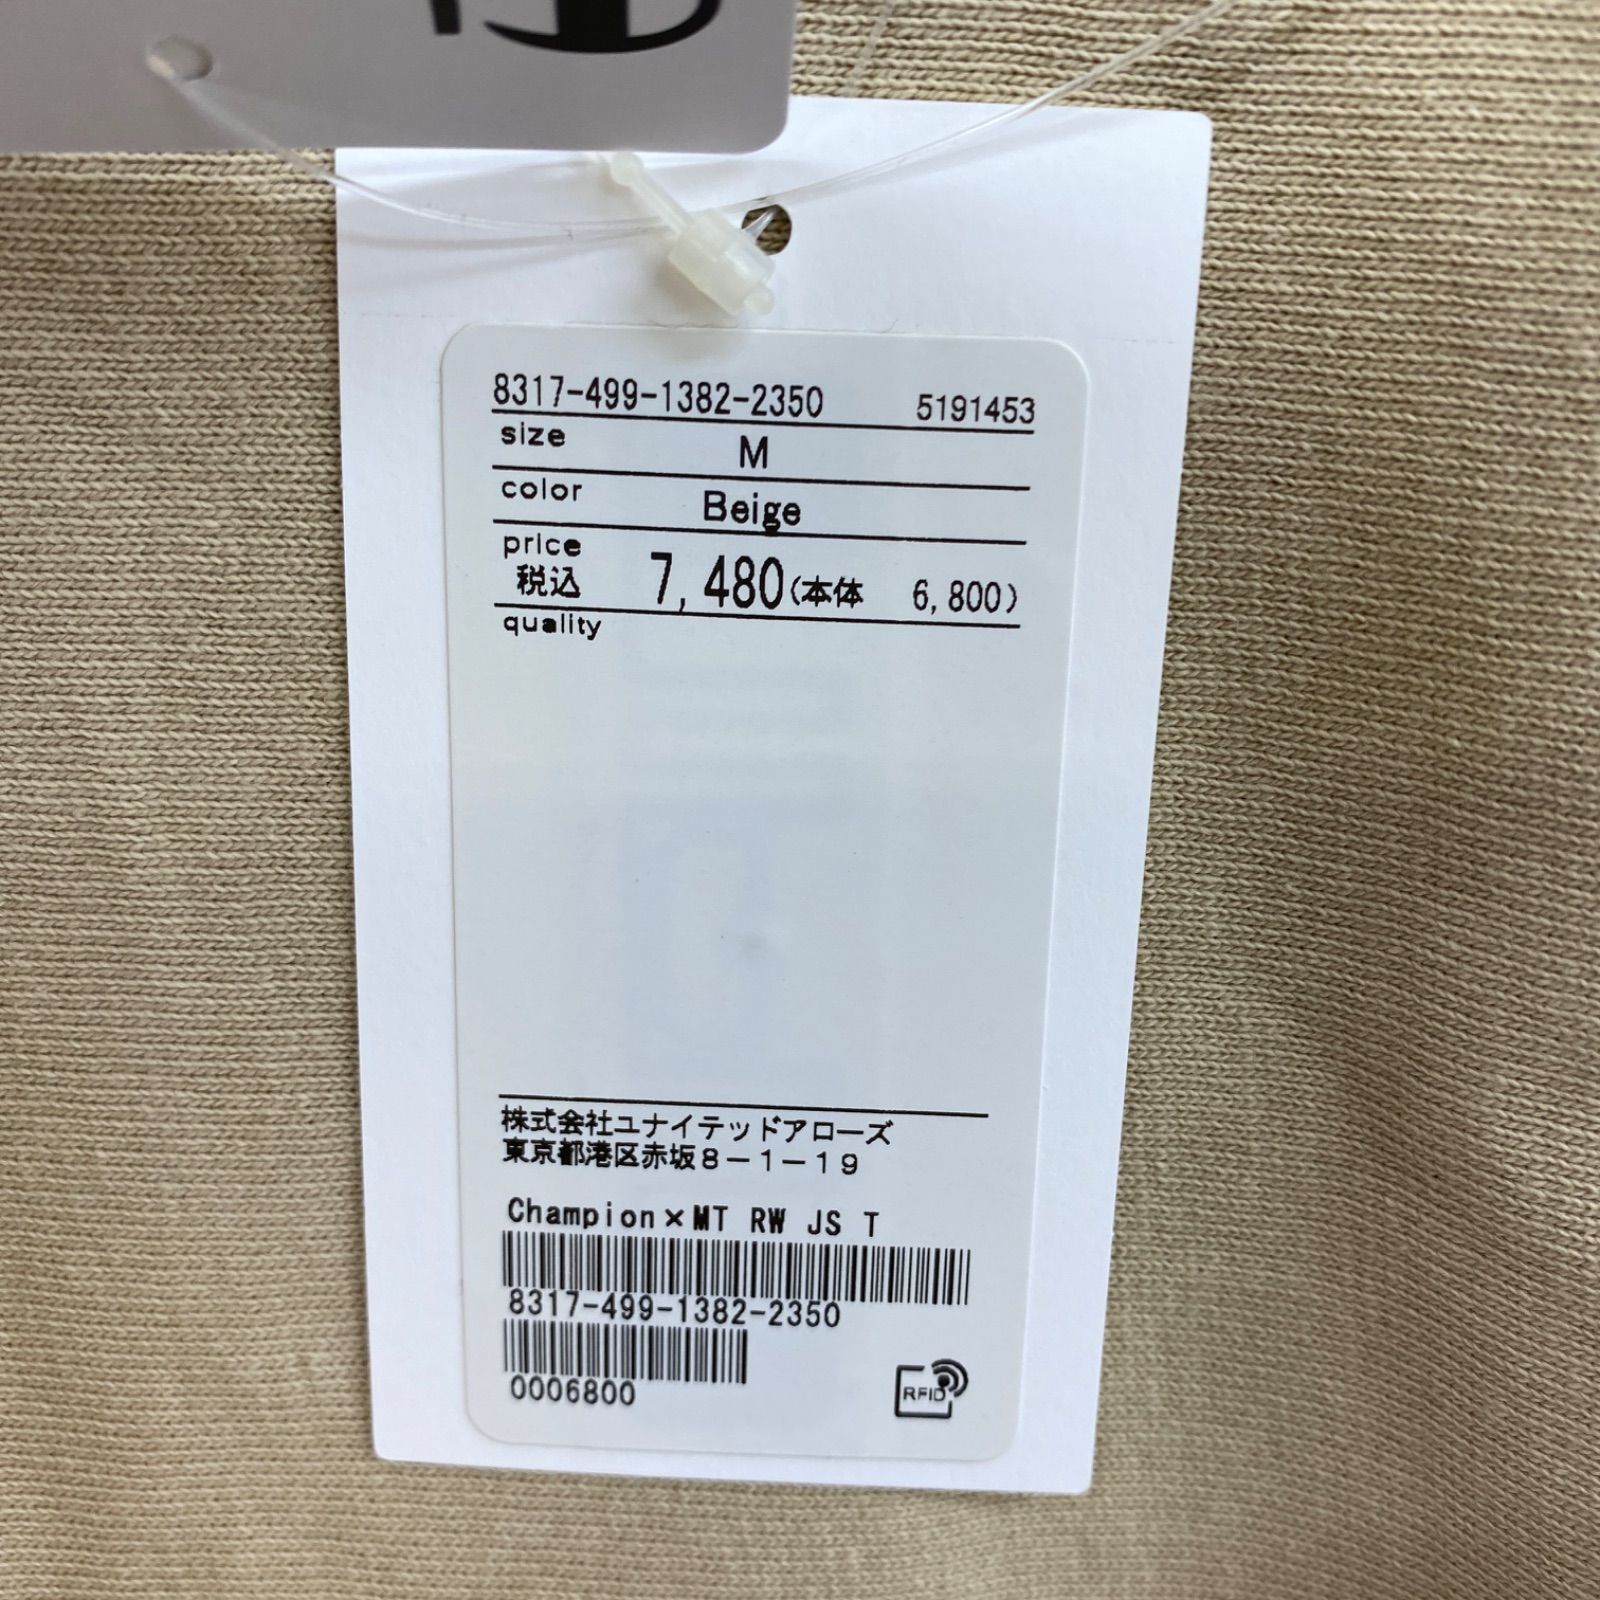 8317-499-1382-2350 5191453
size M
color Beige
price
税込 7,480(本体 6,800)
quality
株式会社ユナイテッドアローズ
東京都港区赤坂8-1-19
Champion×MT RW JS T
8317-499-1382-2350
0006800
RFID